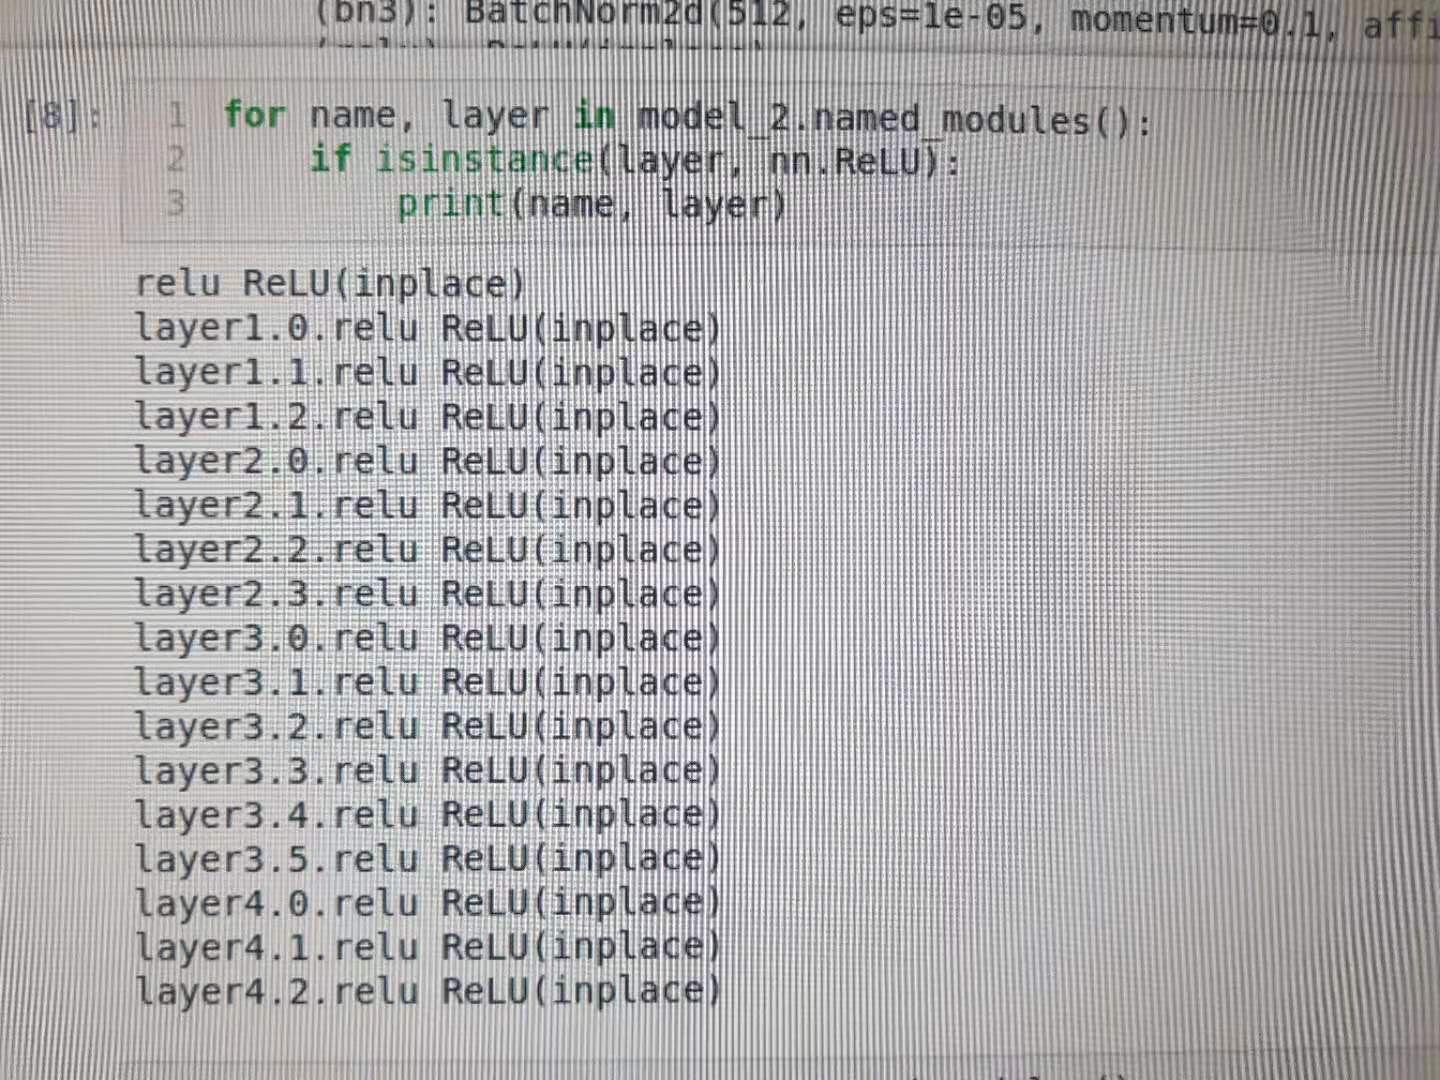 (bn3): BatchNorm2d(512, eps=1e-05, momentum=0.1, affi
[8]: 1 for name, layer in model_2.named_modules():
2 if isinstance(layer, nn.ReLU):
3 print(name, layer)
relu ReLU(inplace)
layer1.0.relu ReLU(inplace)
layer1.1.relu ReLU(inplace)
layer1.2.relu ReLU(inplace)
layer2.0.relu ReLU(inplace)
layer2.1.relu ReLU(inplace)
layer2.2.relu ReLU(inplace)
layer2.3.relu ReLU(inplace)
layer3.0.relu ReLU(inplace)
layer3.1.relu ReLU(inplace)
layer3.2.relu ReLU(inplace)
layer3.3.relu ReLU(inplace)
layer3.4.relu ReLU(inplace)
layer3.5.relu ReLU(inplace)
layer4.0.relu ReLU(inplace)
layer4.1.relu ReLU(inplace)
layer4.2.relu ReLU(inplace)